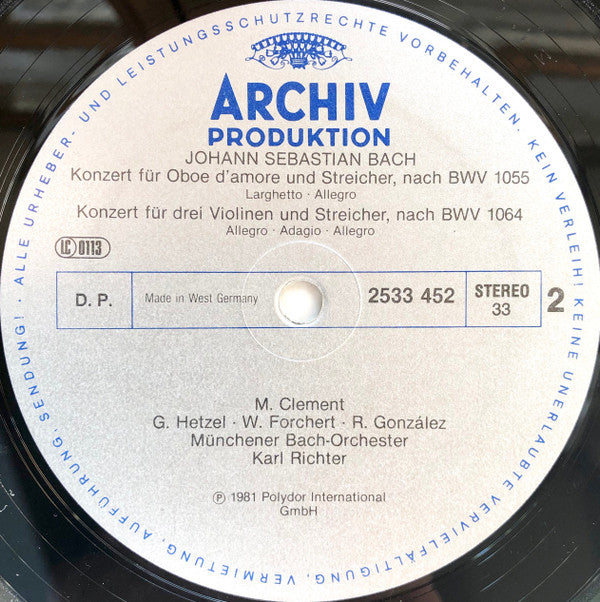 ALLE URHEBER- UND LEISTUNGSSCHUTZRECHTE VORBEHALTEN. KEIN VERLEIH! KEINE UNERLAUBTE VERVIELFÄLTIGUNG, VERMIETUNG, AUFFÜHRUNG, SENDUNG! ·
ARCHIV
PRODUKTION
JOHANN SEBASTIAN BACH
Konzert für Oboe d'amore und Streicher, nach BWV 1055
Larghetto · Allegro
Konzert für drei Violinen und Streicher, nach BWV 1064
Allegro · Adagio · Allegro
LC 0113
D. P. Made in West Germany 2533 452 STEREO 2
33
M. Clement
G. Hetzel · W. Forchert · R. González
Münchener Bach-Orchester
Karl Richter
℗ 1981 Polydor International
GmbH